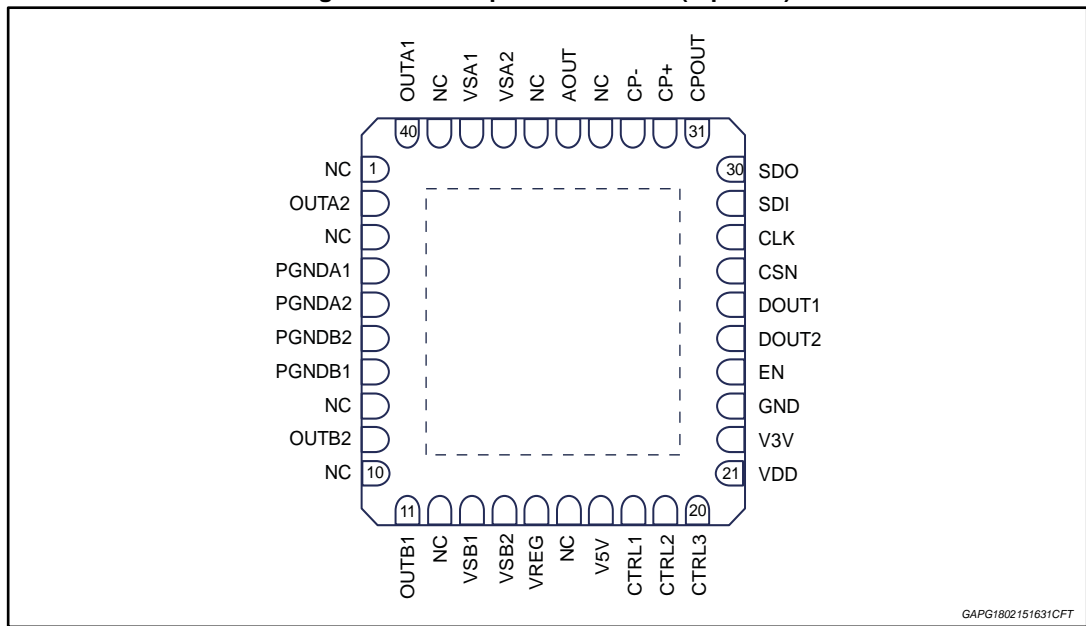 OUTA1
NC
VSA1
VSA2
NC
AOUT
NC
CP-
CP+
CPOUT
40
31
NC 1
OUTA2
NC
PGNDA1
PGNDA2
PGNDB2
PGNDB1
NC
OUTB2
NC 10
30 SDO
SDI
CLK
CSN
DOUT1
DOUT2
EN
GND
V3V
21 VDD
11
20
OUTB1
NC
VSB1
VSB2
VREG
NC
V5V
CTRL1
CTRL2
CTRL3
GAPG1802151631CFT